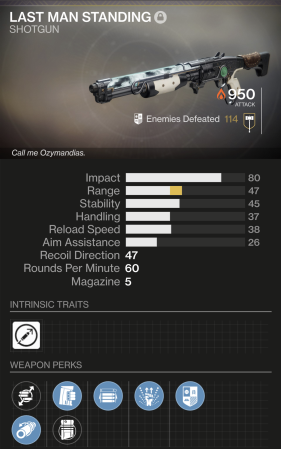 LAST MAN STANDING
SHOTGUN
950
ATTACK
Enemies Defeated 114
Call me Ozymandias.
Impact 80
Range 47
Stability 45
Handling 37
Reload Speed 38
Aim Assistance 26
Recoil Direction 47
Rounds Per Minute 60
Magazine 5
INTRINSIC TRAITS
WEAPON PERKS